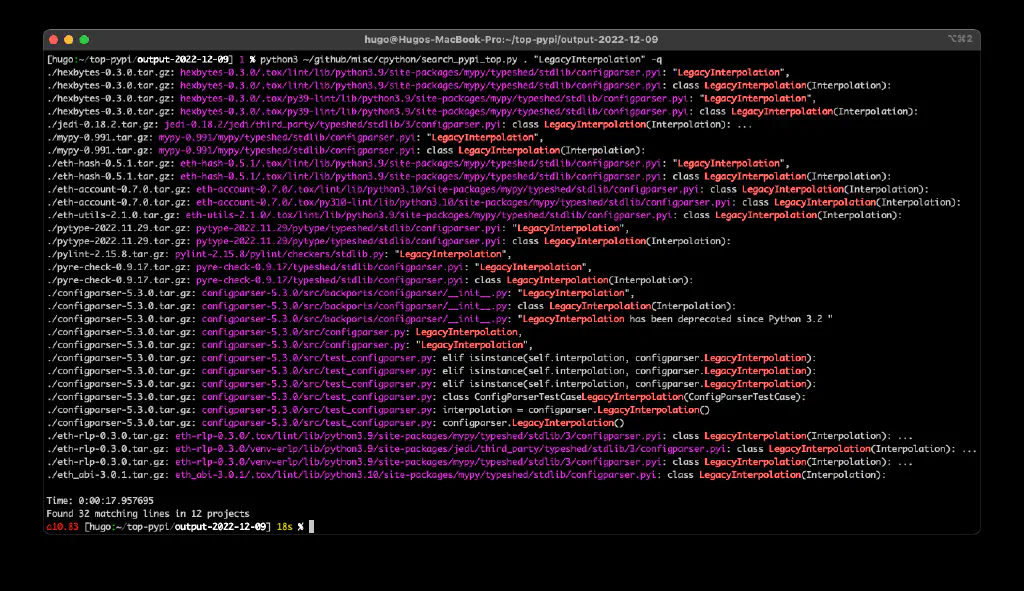 hugo@Hugos-MacBook-Pro:~/top-pypi/output-2022-12-09
⌥⌘2
[hugo:~/top-pypi/output-2022-12-09] 1 % python3 ~/github/misc/cpython/search_pypi_top.py . "LegacyInterpolation" -q
./hexbytes-0.3.0.tar.gz: hexbytes-0.3.0/.tox/lint/lib/python3.9/site-packages/mypy/typeshed/stdlib/configparser.pyi: "LegacyInterpolation",
./hexbytes-0.3.0.tar.gz: hexbytes-0.3.0/.tox/lint/lib/python3.9/site-packages/mypy/typeshed/stdlib/configparser.pyi: class LegacyInterpolation(Interpolation):
./hexbytes-0.3.0.tar.gz: hexbytes-0.3.0/.tox/py39-lint/lib/python3.9/site-packages/mypy/typeshed/stdlib/configparser.pyi: "LegacyInterpolation",
./hexbytes-0.3.0.tar.gz: hexbytes-0.3.0/.tox/py39-lint/lib/python3.9/site-packages/mypy/typeshed/stdlib/configparser.pyi: class LegacyInterpolation(Interpolation):
./jedi-0.18.2.tar.gz: jedi-0.18.2/jedi/third_party/typeshed/stdlib/3/configparser.pyi: class LegacyInterpolation(Interpolation): ...
./mypy-0.991.tar.gz: mypy-0.991/mypy/typeshed/stdlib/configparser.pyi: "LegacyInterpolation",
./mypy-0.991.tar.gz: mypy-0.991/mypy/typeshed/stdlib/configparser.pyi: class LegacyInterpolation(Interpolation):
./eth-hash-0.5.1.tar.gz: eth-hash-0.5.1/.tox/lint/lib/python3.9/site-packages/mypy/typeshed/stdlib/configparser.pyi: "LegacyInterpolation",
./eth-hash-0.5.1.tar.gz: eth-hash-0.5.1/.tox/lint/lib/python3.9/site-packages/mypy/typeshed/stdlib/configparser.pyi: class LegacyInterpolation(Interpolation):
./eth-account-0.7.0.tar.gz: eth-account-0.7.0/.tox/lint/lib/python3.10/site-packages/mypy/typeshed/stdlib/configparser.pyi: class LegacyInterpolation(Interpolation):
./eth-account-0.7.0.tar.gz: eth-account-0.7.0/.tox/py310-lint/lib/python3.10/site-packages/mypy/typeshed/stdlib/configparser.pyi: class LegacyInterpolation(Interpolation):
./eth-utils-2.1.0.tar.gz: eth-utils-2.1.0/.tox/lint/lib/python3.9/site-packages/mypy/typeshed/stdlib/configparser.pyi: class LegacyInterpolation(Interpolation):
./pytype-2022.11.29.tar.gz: pytype-2022.11.29/pytype/typeshed/stdlib/configparser.pyi: "LegacyInterpolation",
./pytype-2022.11.29.tar.gz: pytype-2022.11.29/pytype/typeshed/stdlib/configparser.pyi: class LegacyInterpolation(Interpolation):
./pylint-2.15.8.tar.gz: pylint-2.15.8/pylint/checkers/stdlib.py: "LegacyInterpolation",
./pyre-check-0.9.17.tar.gz: pyre-check-0.9.17/typeshed/stdlib/configparser.pyi: "LegacyInterpolation",
./pyre-check-0.9.17.tar.gz: pyre-check-0.9.17/typeshed/stdlib/configparser.pyi: class LegacyInterpolation(Interpolation):
./configparser-5.3.0.tar.gz: configparser-5.3.0/src/backports/configparser/__init__.py: "LegacyInterpolation",
./configparser-5.3.0.tar.gz: configparser-5.3.0/src/backports/configparser/__init__.py: class LegacyInterpolation(Interpolation):
./configparser-5.3.0.tar.gz: configparser-5.3.0/src/backports/configparser/__init__.py: "LegacyInterpolation has been deprecated since Python 3.2 "
./configparser-5.3.0.tar.gz: configparser-5.3.0/src/configparser.py: LegacyInterpolation,
./configparser-5.3.0.tar.gz: configparser-5.3.0/src/configparser.py: "LegacyInterpolation",
./configparser-5.3.0.tar.gz: configparser-5.3.0/src/test_configparser.py: elif isinstance(self.interpolation, configparser.LegacyInterpolation):
./configparser-5.3.0.tar.gz: configparser-5.3.0/src/test_configparser.py: elif isinstance(self.interpolation, configparser.LegacyInterpolation):
./configparser-5.3.0.tar.gz: configparser-5.3.0/src/test_configparser.py: elif isinstance(self.interpolation, configparser.LegacyInterpolation):
./configparser-5.3.0.tar.gz: configparser-5.3.0/src/test_configparser.py: class ConfigParserTestCaseLegacyInterpolation(ConfigParserTestCase):
./configparser-5.3.0.tar.gz: configparser-5.3.0/src/test_configparser.py: interpolation = configparser.LegacyInterpolation()
./configparser-5.3.0.tar.gz: configparser-5.3.0/src/test_configparser.py: configparser.LegacyInterpolation()
./eth-rlp-0.3.0.tar.gz: eth-rlp-0.3.0/.tox/lint/lib/python3.9/site-packages/mypy/typeshed/stdlib/3/configparser.pyi: class LegacyInterpolation(Interpolation): ...
./eth-rlp-0.3.0.tar.gz: eth-rlp-0.3.0/venv-erlp/lib/python3.9/site-packages/jedi/third_party/typeshed/stdlib/3/configparser.pyi: class LegacyInterpolation(Interpolation): ...
./eth-rlp-0.3.0.tar.gz: eth-rlp-0.3.0/venv-erlp/lib/python3.9/site-packages/mypy/typeshed/stdlib/3/configparser.pyi: class LegacyInterpolation(Interpolation): ...
./eth_abi-3.0.1.tar.gz: eth_abi-3.0.1/.tox/lint/lib/python3.10/site-packages/mypy/typeshed/stdlib/configparser.pyi: class LegacyInterpolation(Interpolation):
Time: 0:00:17.957695
Found 32 matching lines in 12 projects
△10.83 [hugo:~/top-pypi/output-2022-12-09] 18s %